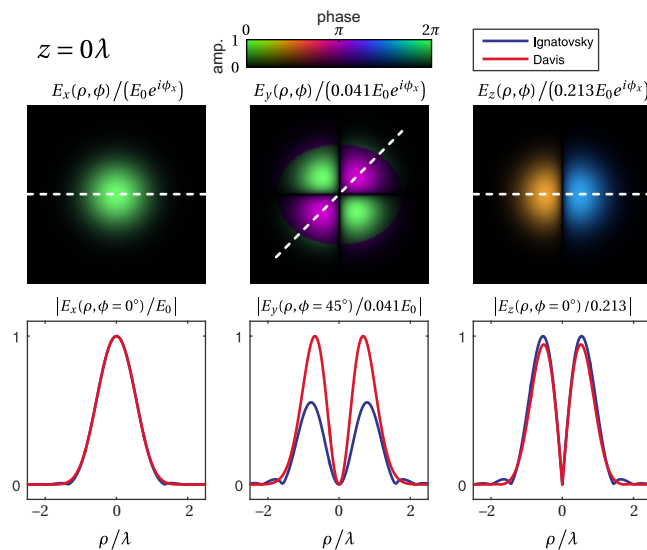 phase
0 π 2π
amp.
1
0
z = 0λ
Ignatovsky
Davis
E_x(ρ,ϕ)/(E_0e^{iϕ_x})
E_y(ρ,ϕ)/(0.041E_0e^{iϕ_x})
E_z(ρ,ϕ)/(0.213E_0e^{iϕ_x})
|E_x(ρ,ϕ = 0°)/E_0|
|E_y(ρ,ϕ = 45°)/0.041E_0|
|E_z(ρ,ϕ = 0°)/0.213|
1 1 1
0 0 0
−2 0 2 −2 0 2 −2 0 2
ρ/λ ρ/λ ρ/λ